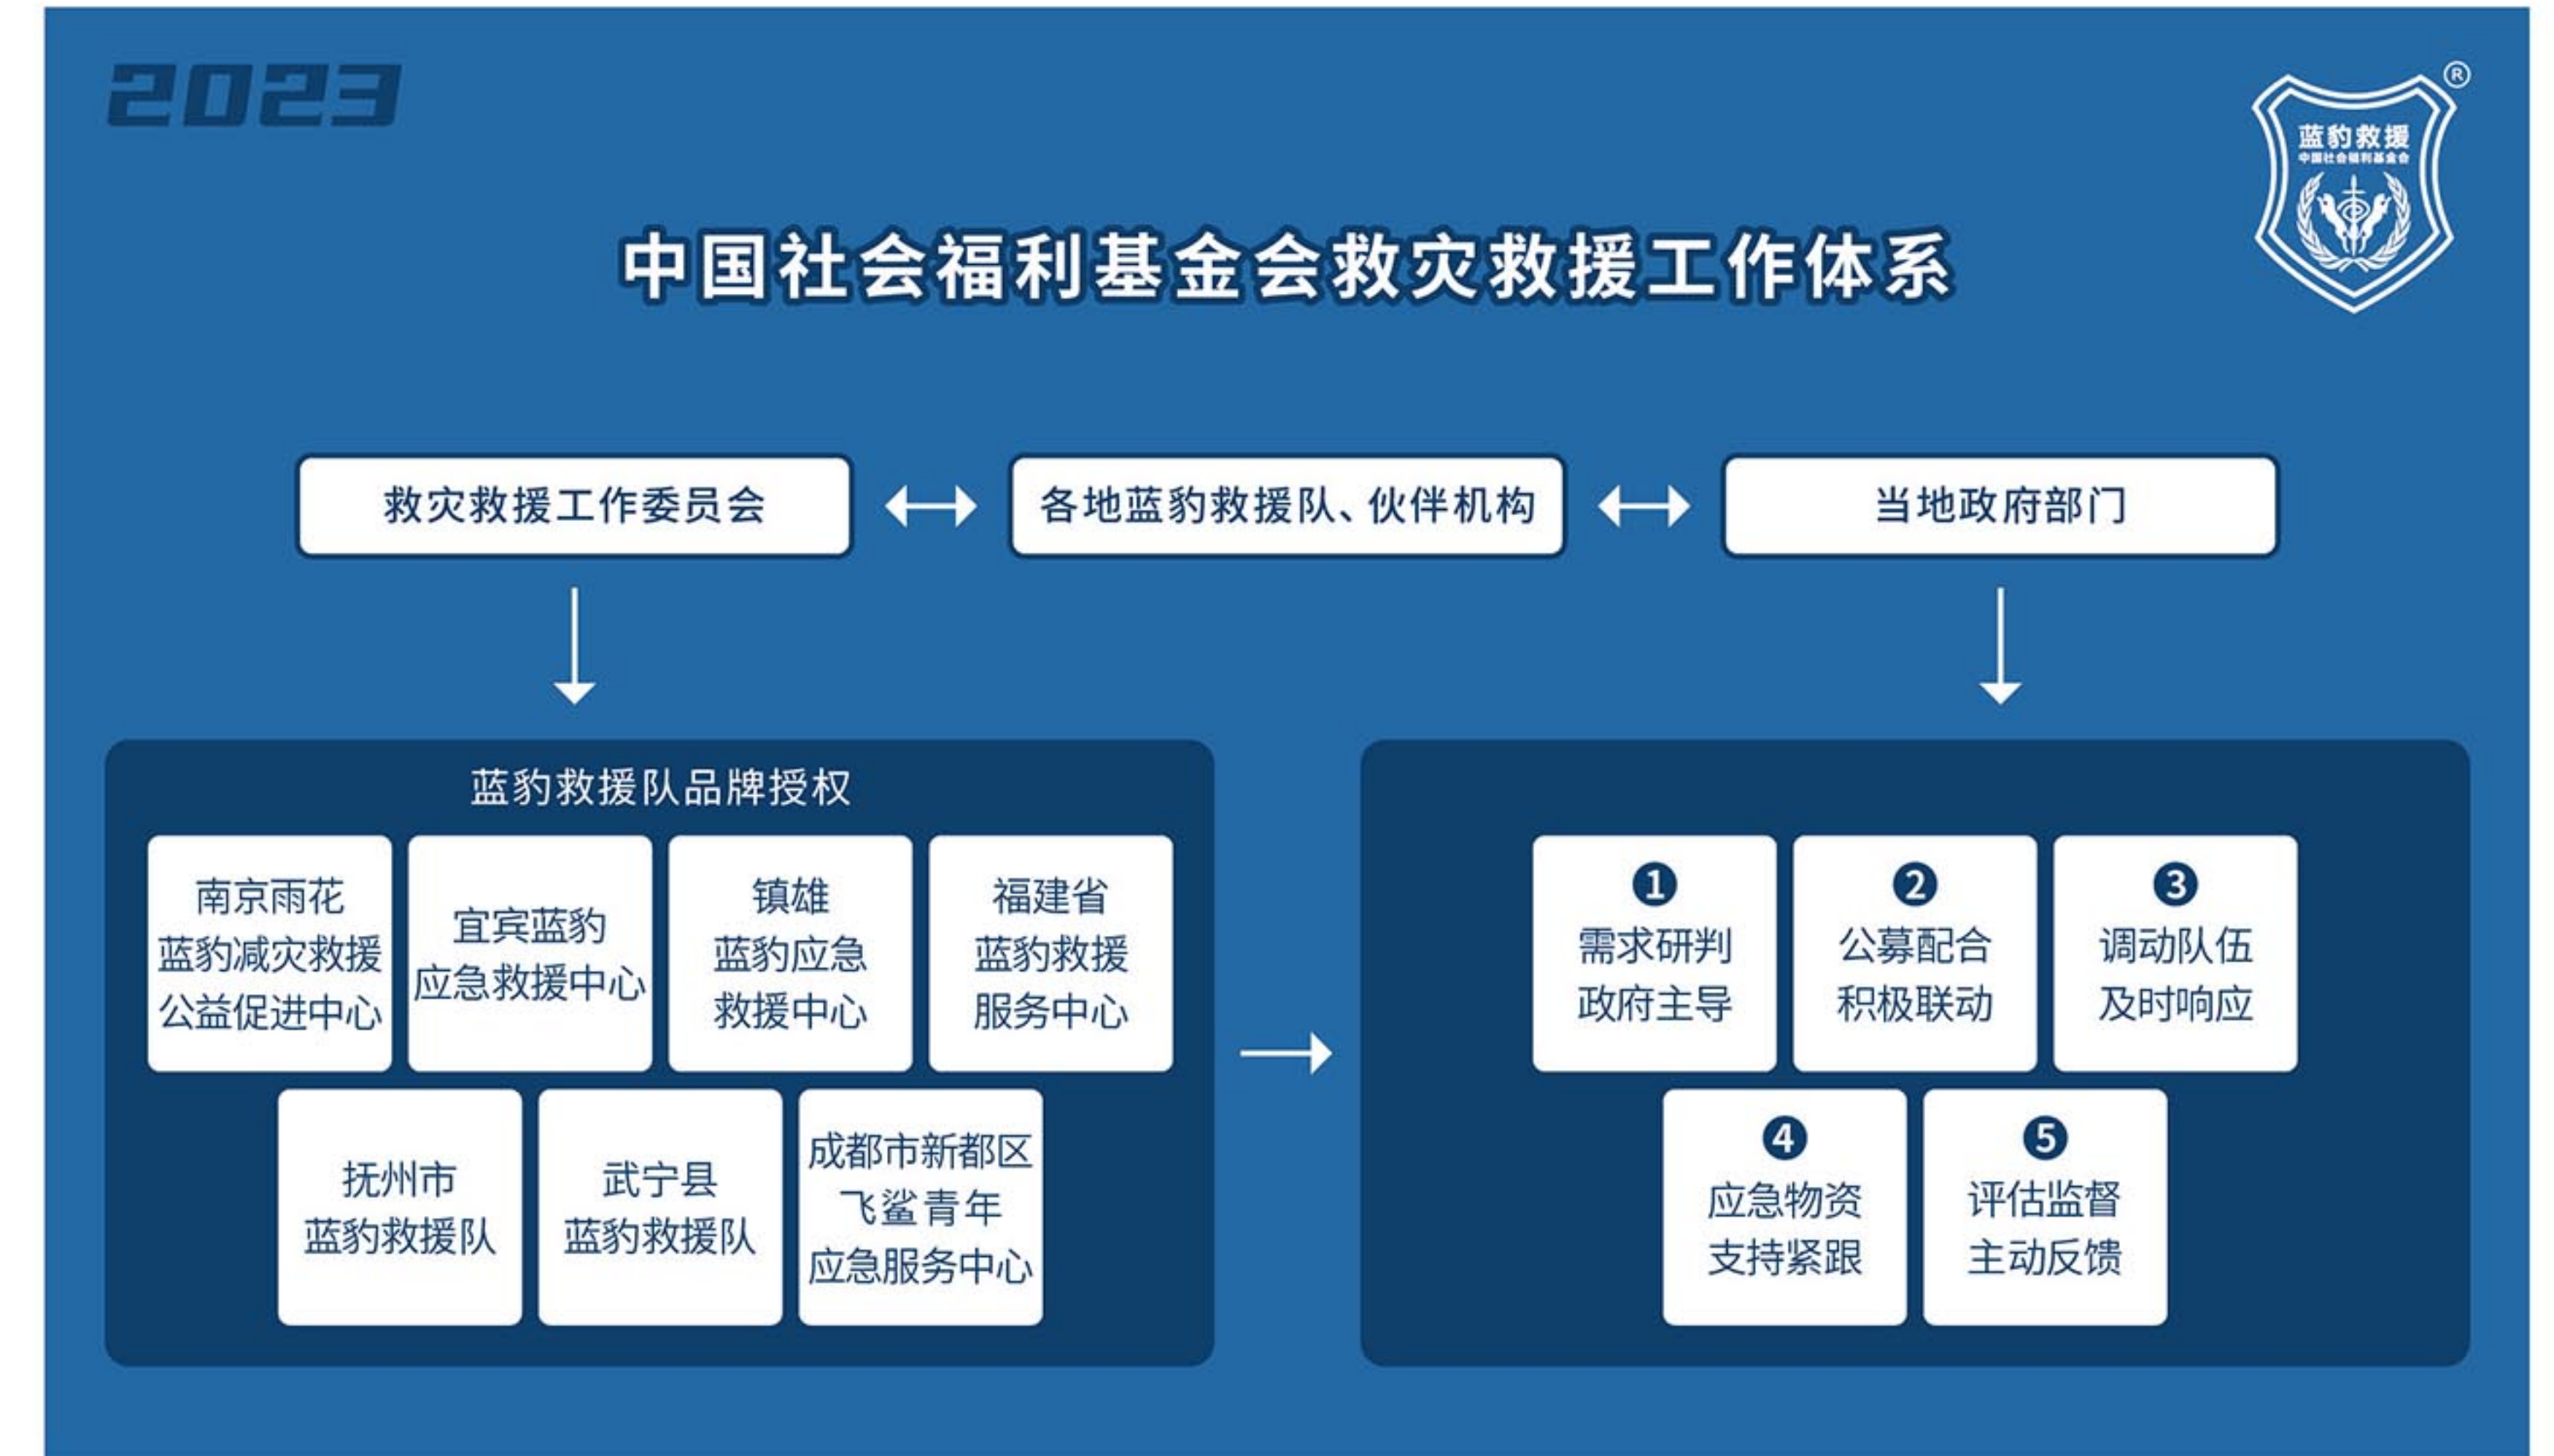 2023
®
蓝豹救援
中国社会福利基金会
中国社会福利基金会救灾救援工作体系
救灾救援工作委员会
各地蓝豹救援队、伙伴机构
当地政府部门
蓝豹救援队品牌授权
南京雨花
蓝豹减灾救援
公益促进中心
宜宾蓝豹
应急救援中心
镇雄
蓝豹应急
救援中心
福建省
蓝豹救援
服务中心
抚州市
蓝豹救援队
武宁县
蓝豹救援队
成都市新都区
飞鲨青年
应急服务中心
1
需求研判
政府主导
2
公募配合
积极联动
3
调动队伍
及时响应
4
应急物资
支持紧跟
5
评估监督
主动反馈